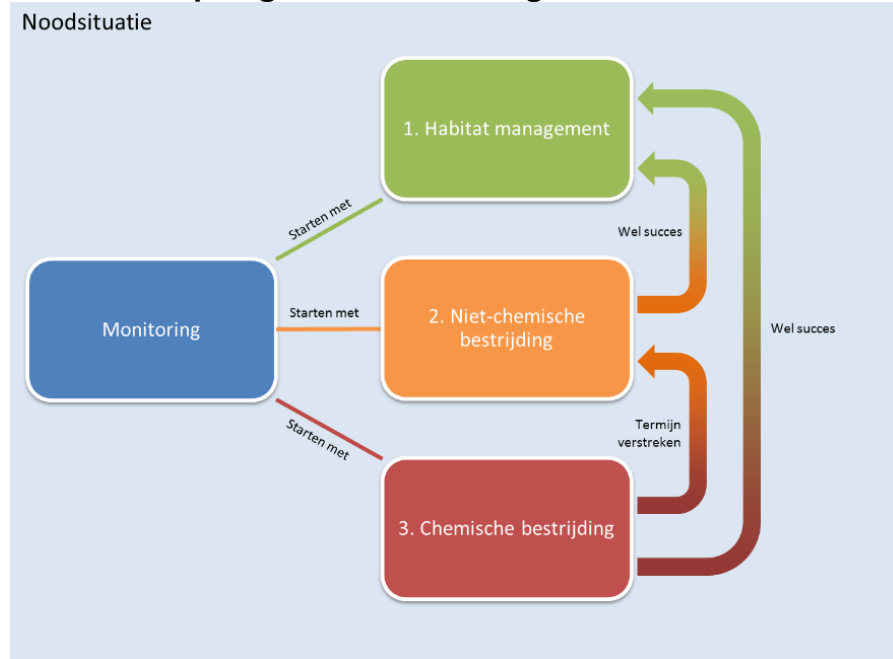 Noodsituatie
1. Habitat management
Starten met
Wel succes
Monitoring
Starten met
2. Niet-chemische
bestrijding
Wel succes
Termijn
verstreken
Starten met
3. Chemische bestrijding